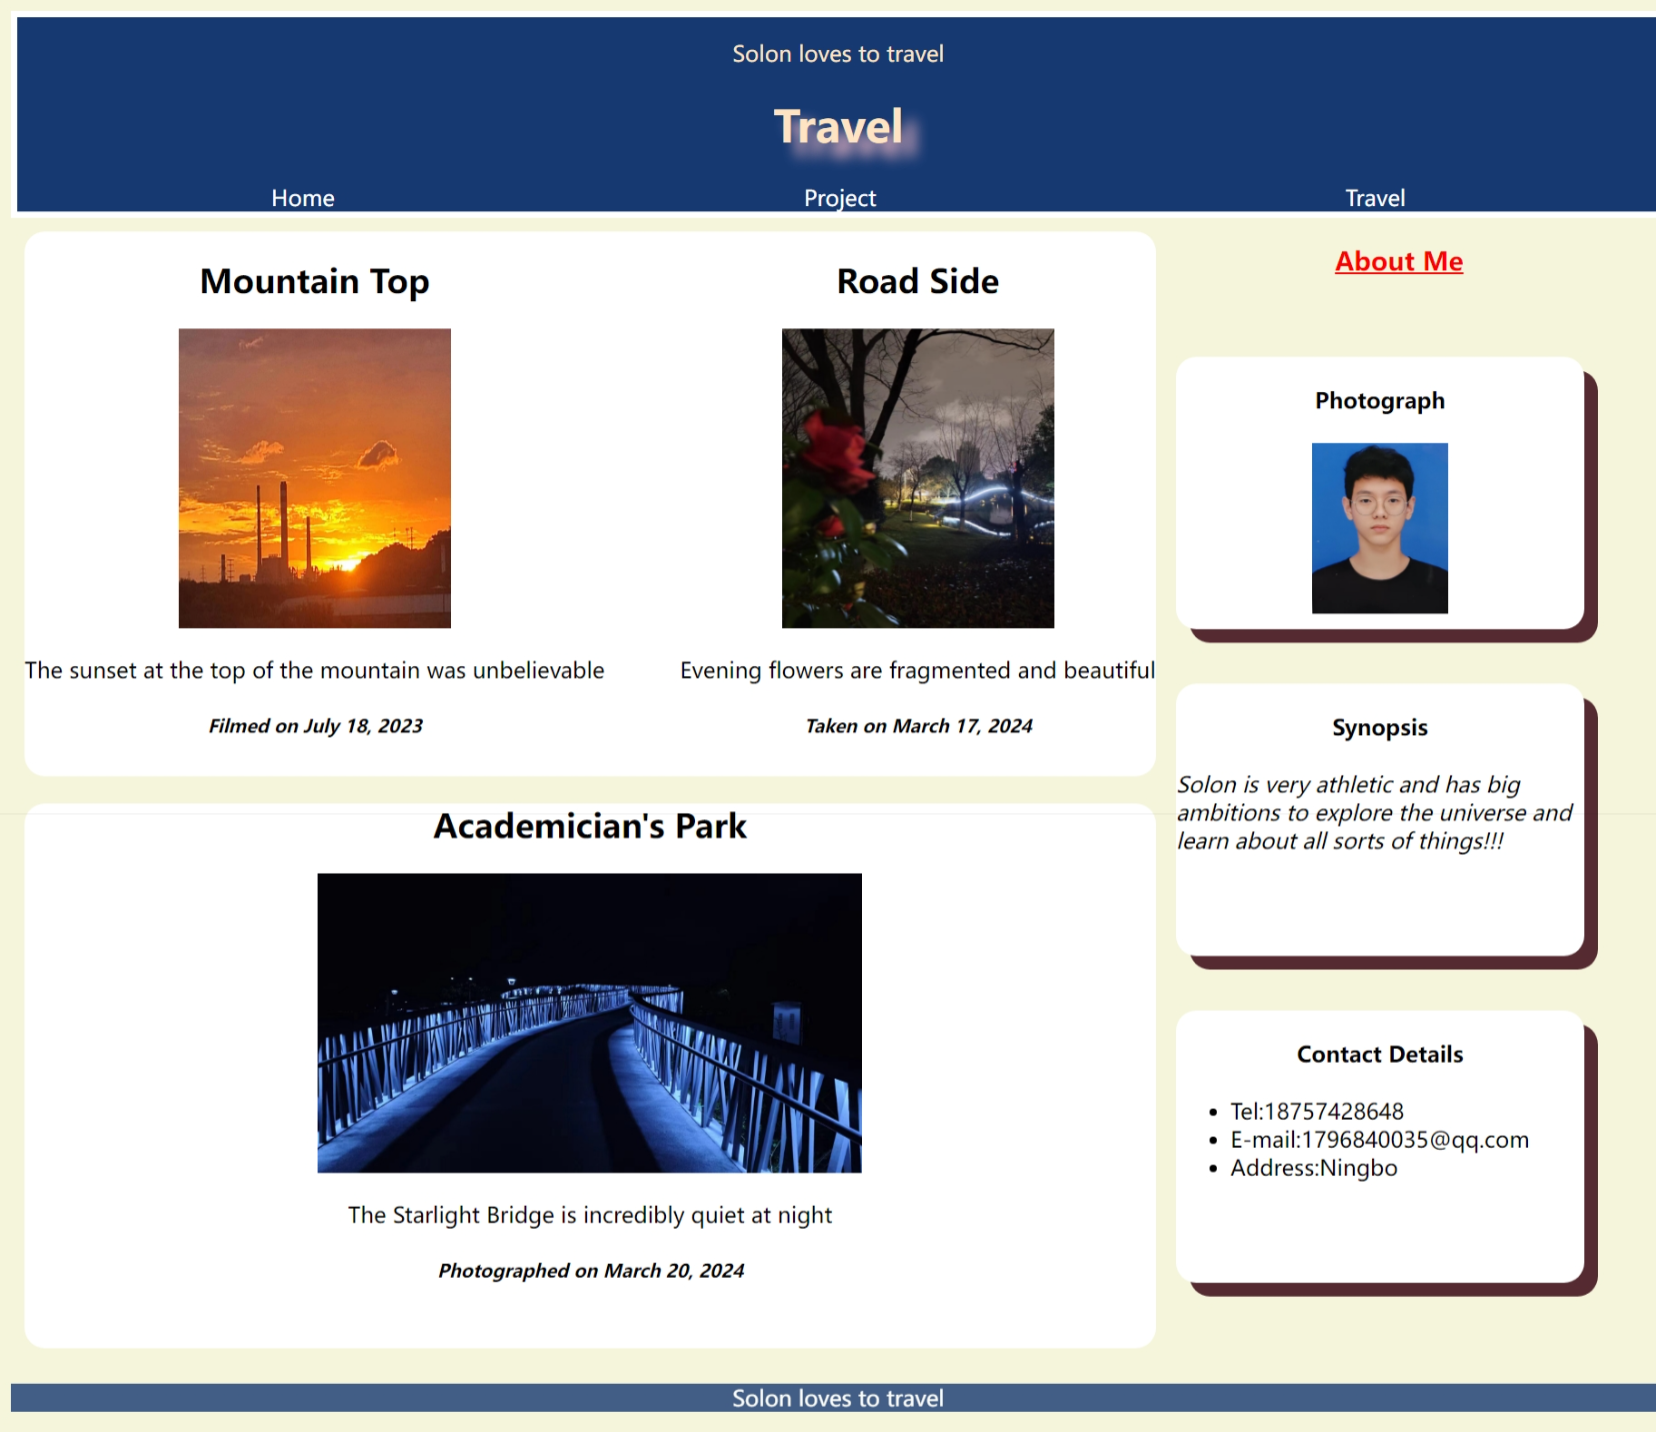 Solon loves to travel
Travel
Home
Project
Travel
Mountain Top
The sunset at the top of the mountain was unbelievable
Filmed on July 18, 2023
Road Side
Evening flowers are fragmented and beautiful
Taken on March 17, 2024
Academician's Park
The Starlight Bridge is incredibly quiet at night
Photographed on March 20, 2024
About Me
Photograph
Synopsis
Solon is very athletic and has big
ambitions to explore the universe and
learn about all sorts of things!!!
Contact Details
Tel:18757428648
E-mail:1796840035@qq.com
Address:Ningbo
Solon loves to travel